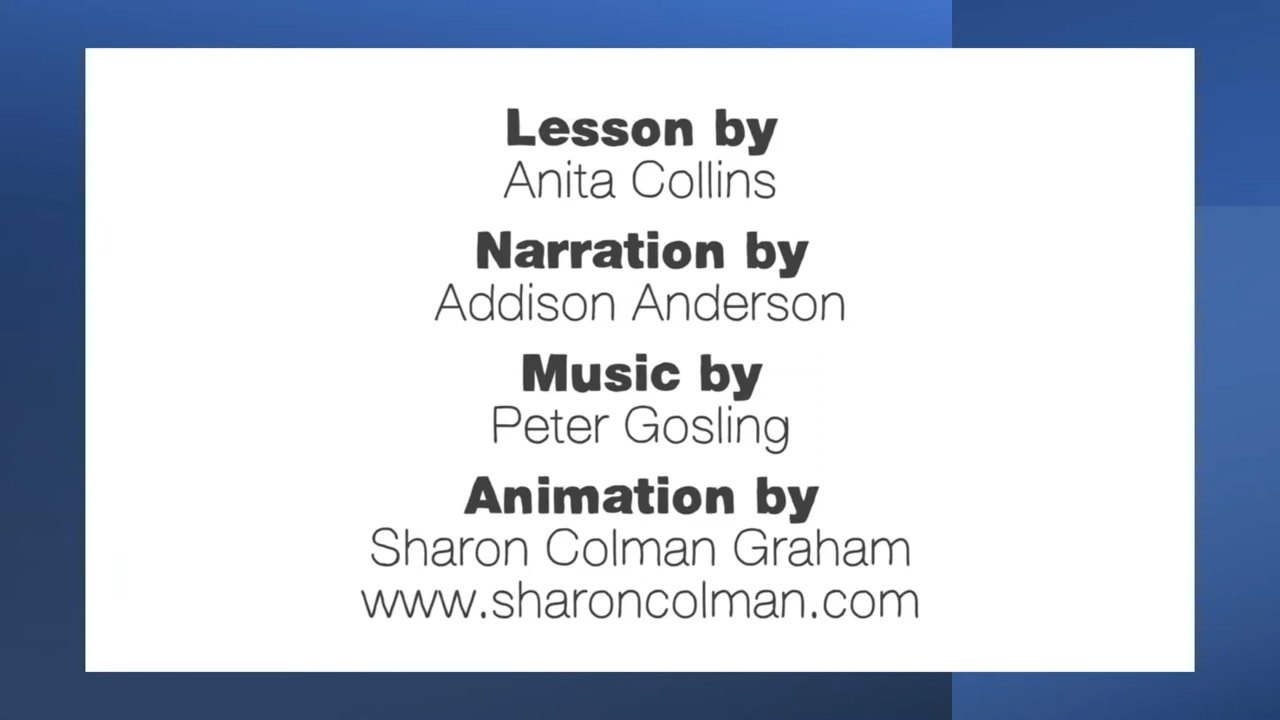 Lesson by
Anita Collins
Narration by
Addison Anderson
Music by
Peter Gosling
Animation by
Sharon Colman Graham
www.sharoncolman.com